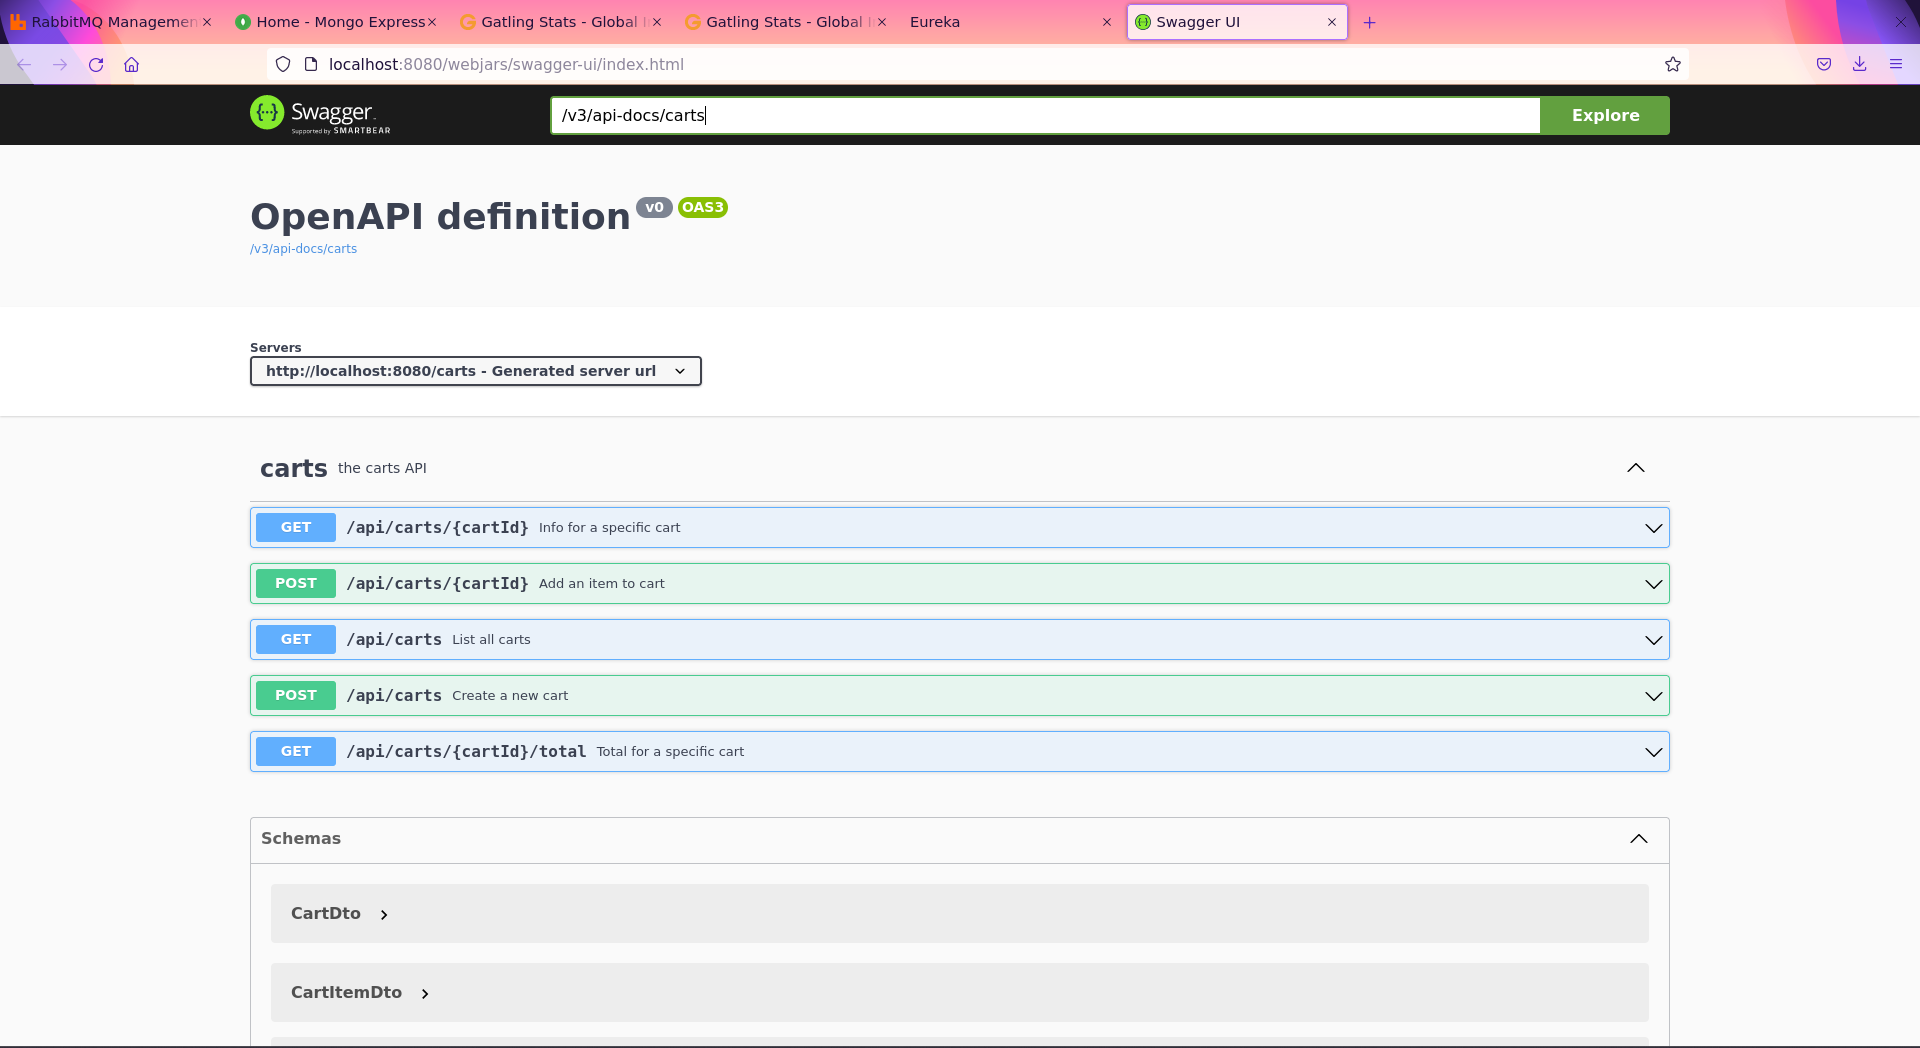 RabbitMQ Managemen
Home - Mongo Express
Gatling Stats - Global I
Gatling Stats - Global I
Eureka
Swagger UI
localhost:8080/webjars/swagger-ui/index.html
Swagger
Supported by SMARTBEAR
/v3/api-docs/carts
Explore
OpenAPI definition v0 OAS3
/v3/api-docs/carts
Servers
http://localhost:8080/carts - Generated server url
carts the carts API
GET /api/carts/{cartId} Info for a specific cart
POST /api/carts/{cartId} Add an item to cart
GET /api/carts List all carts
POST /api/carts Create a new cart
GET /api/carts/{cartId}/total Total for a specific cart
Schemas
CartDto
CartItemDto